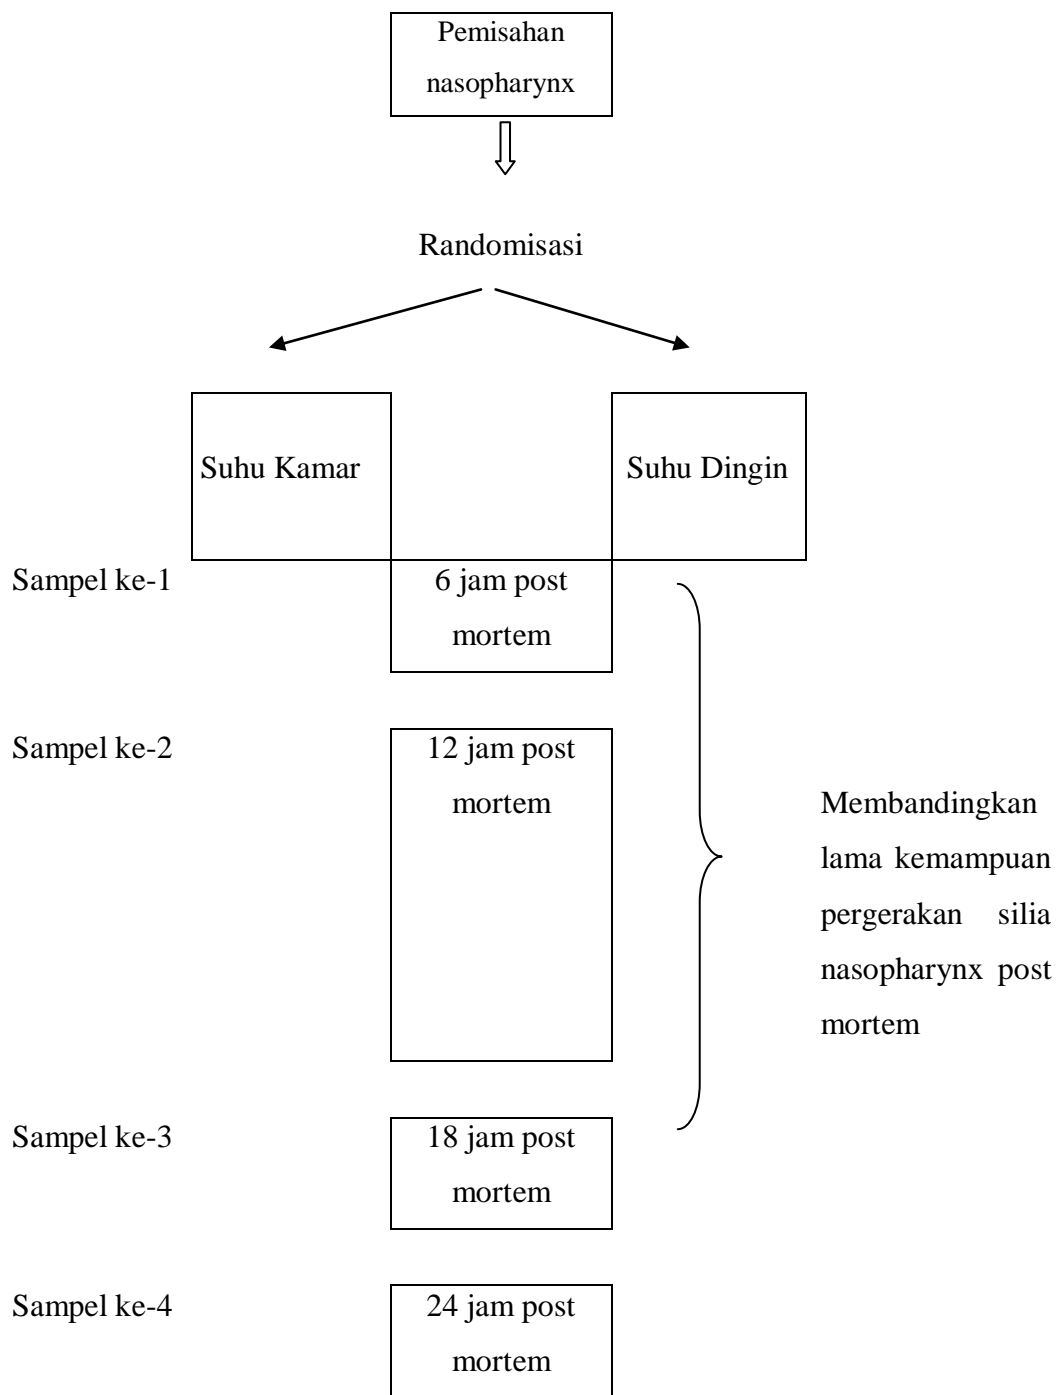 Pemisahan
nasopharynx
Randomisasi
Suhu Kamar
Suhu Dingin
Sampel ke-1
6 jam post
mortem
Sampel ke-2
12 jam post
mortem
Membandingkan
lama kemampuan
pergerakan silia
nasopharynx post
mortem
Sampel ke-3
18 jam post
mortem
Sampel ke-4
24 jam post
mortem